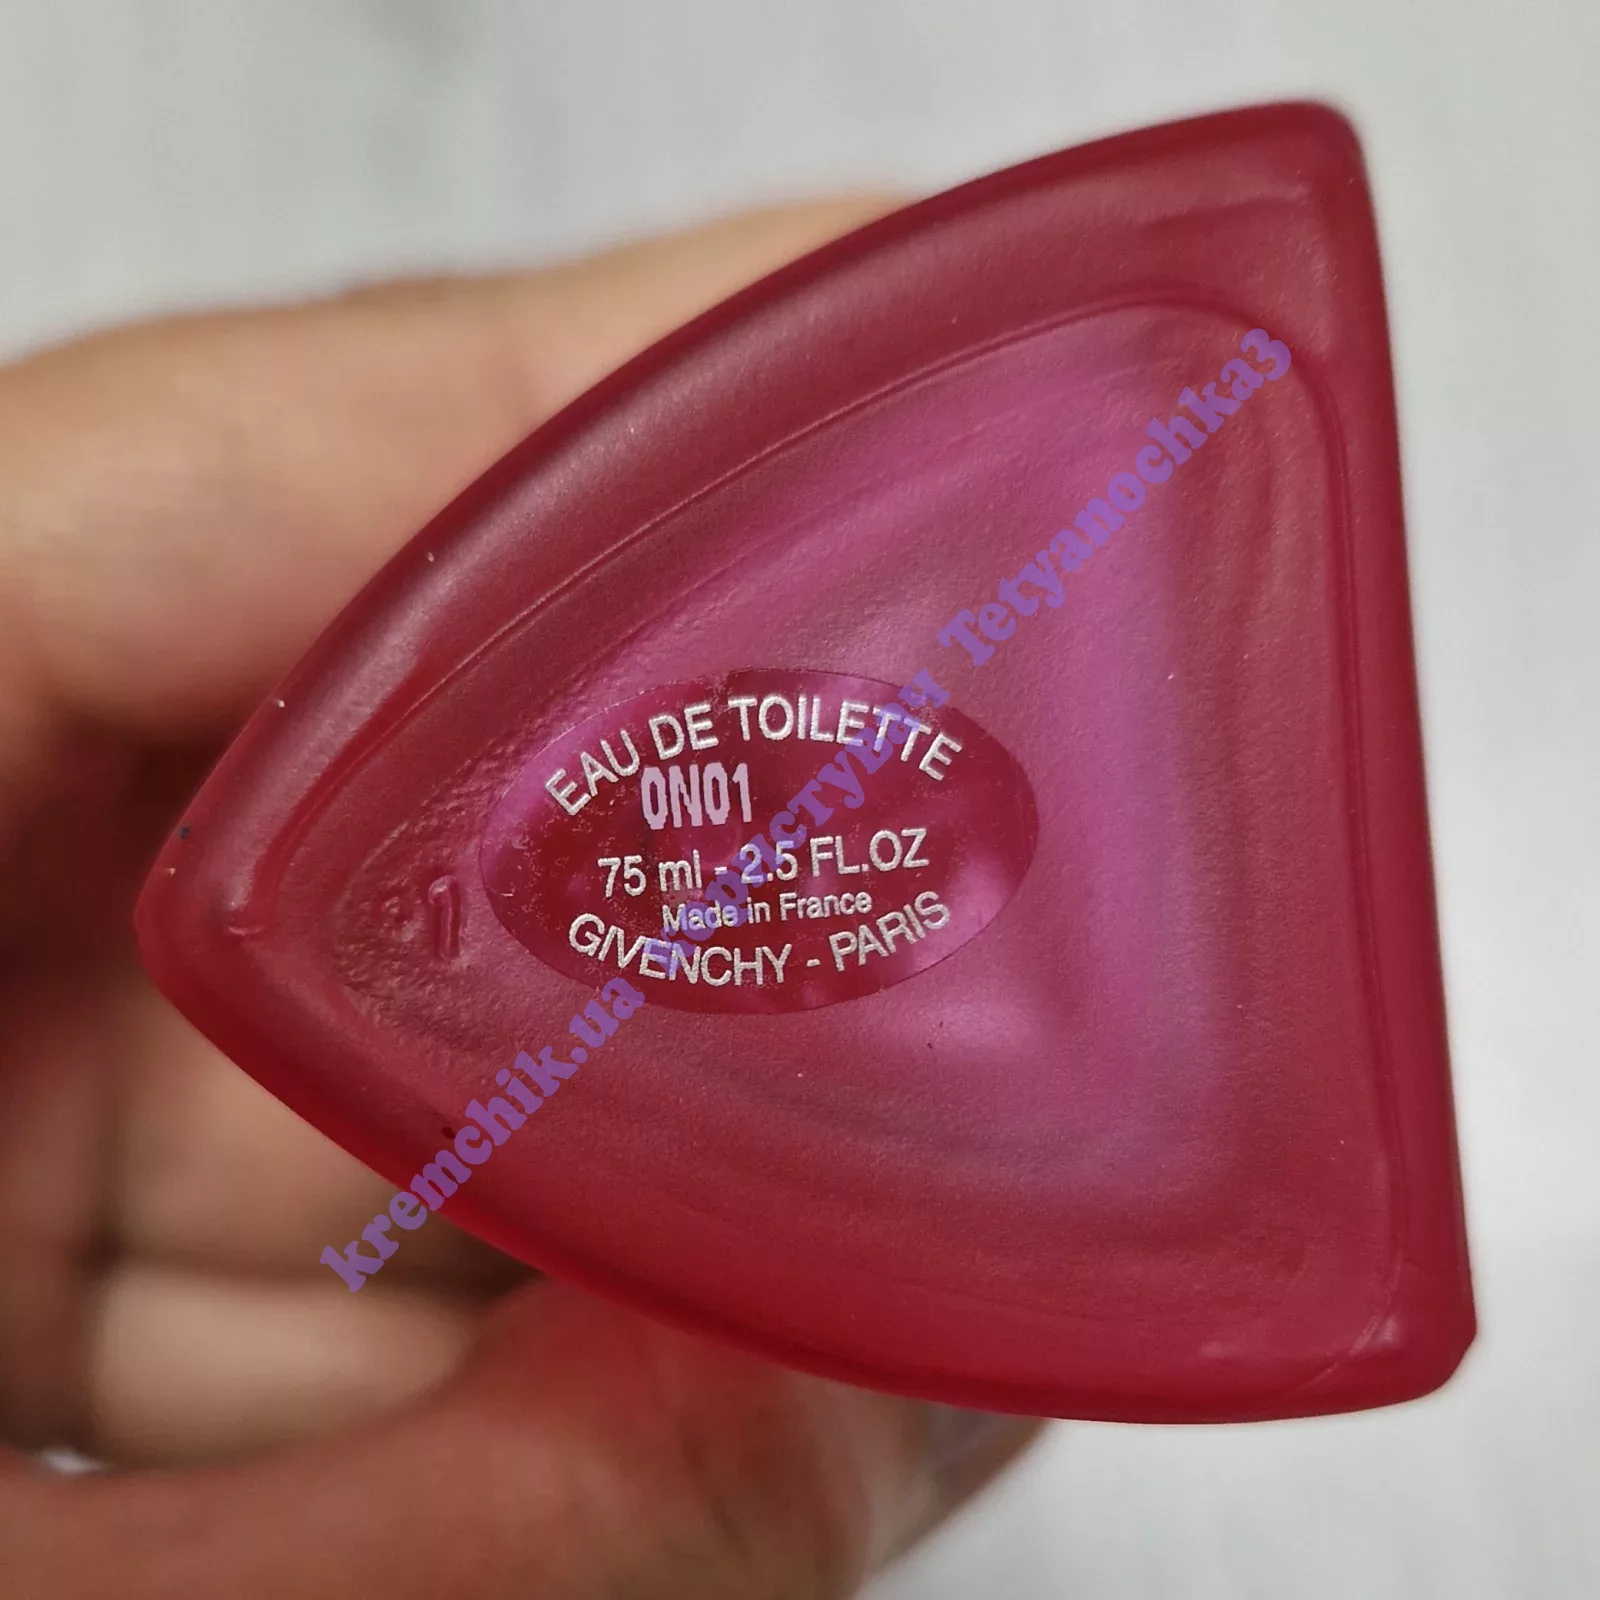 EAU DE TOILETTE
0N01
75 ml - 2.5 FL.OZ
Made in France
GIVENCHY - PARIS
1
kremchik.ua Користувач Tetyanochka3